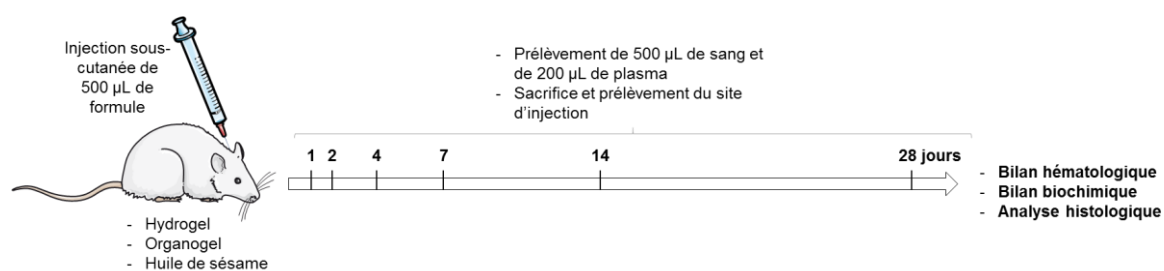 Injection sous-
cutanée de
500 µL de
formule
- Prélèvement de 500 µL de sang et
de 200 µL de plasma
- Sacrifice et prélèvement du site
d'injection
1 2 4 7 14 28 jours
- Bilan hématologique
- Bilan biochimique
- Analyse histologique
- Hydrogel
- Organogel
- Huile de sésame